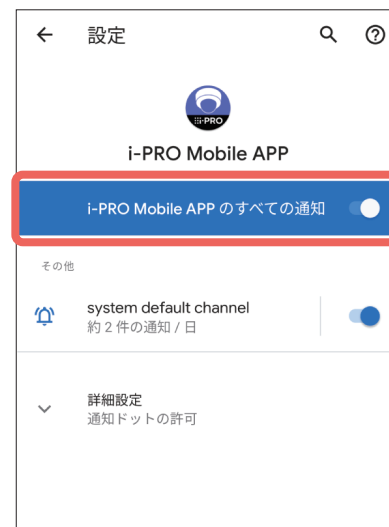 設定
i-PRO
i-PRO Mobile APP
i-PRO Mobile APP のすべての通知
その他
system default channel
約 2 件の通知 / 日
詳細設定
通知ドットの許可